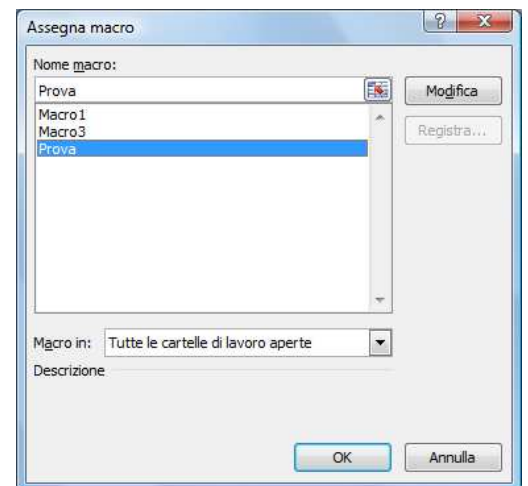 Assegna macro
Nome macro:
Prova
Modifica
Macro1
Macro3
Prova
Registra...
Macro in: Tutte le cartelle di lavoro aperte
Descrizione
OK
Annulla